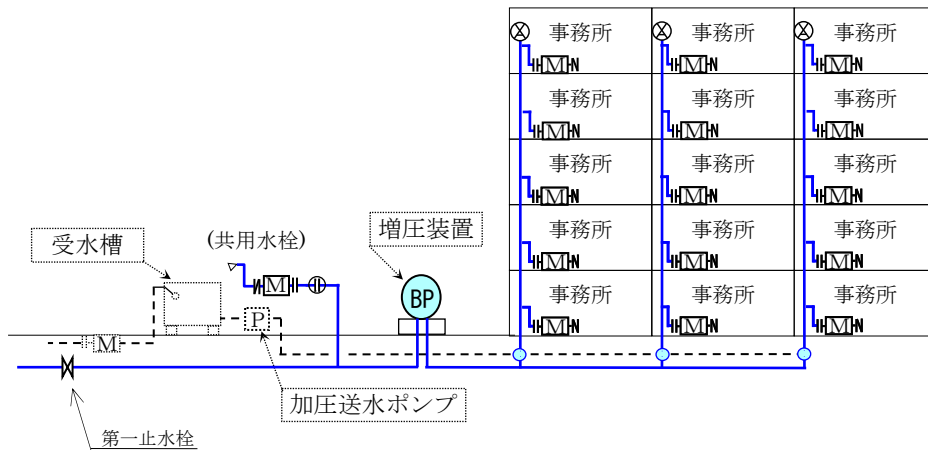 事務所 事務所 事務所
M N M N M N
事務所 事務所 事務所
M N M N M N
事務所 事務所 事務所
M N M N M N
事務所 事務所 事務所
M N M N M N
事務所 事務所 事務所
M N M N M N
増圧装置
受水槽
(共用水栓)
M
BP
P
M
加圧送水ポンプ
第一止水栓